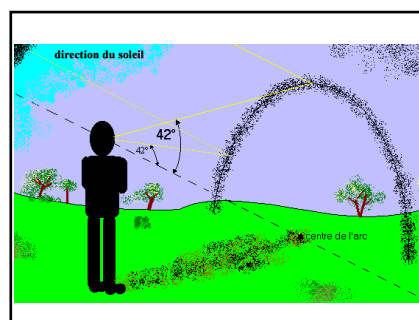 direction du soleil
42°
42°
centre de l'arc